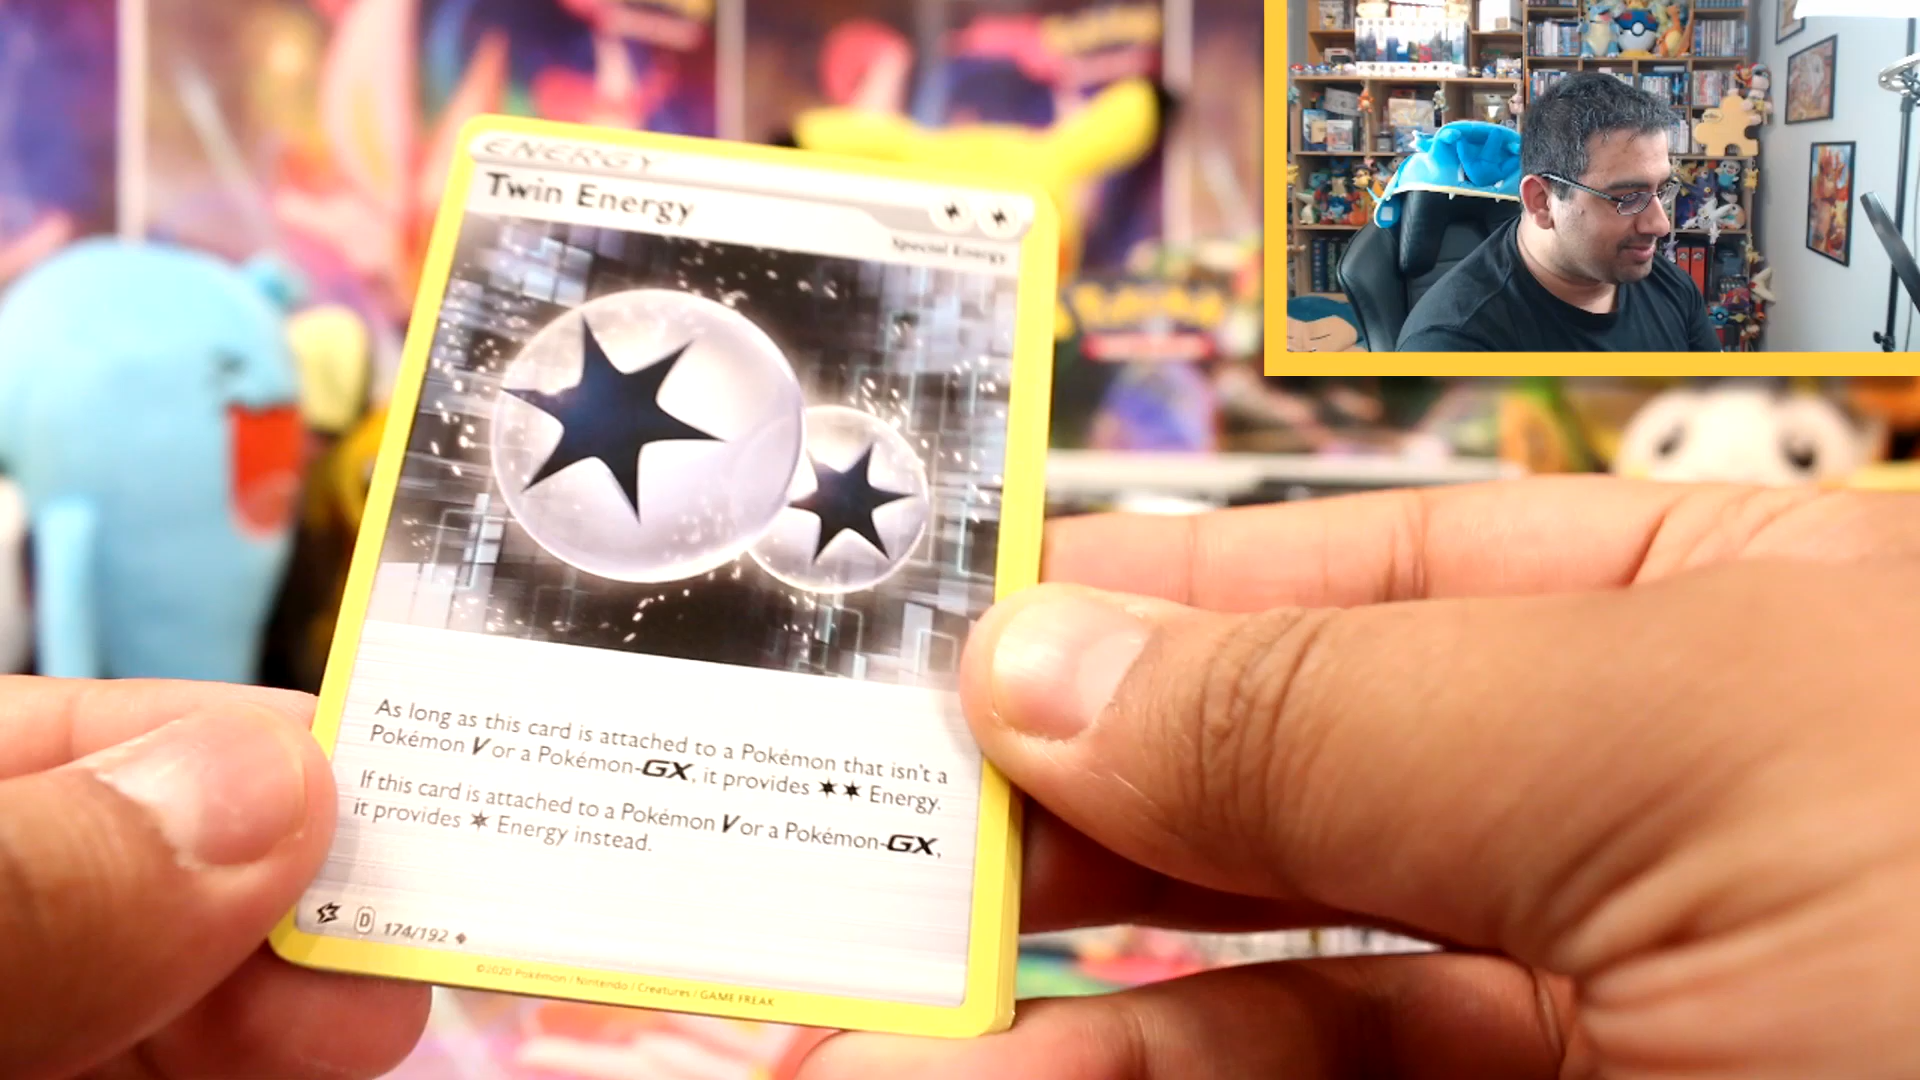 ENERGY
Twin Energy
Special Energy
As long as this card is attached to a Pokémon that isn't a
Pokémon V or a Pokémon-GX, it provides Energy.
If this card is attached to a Pokémon V or a Pokémon-GX,
it provides Energy instead.
D 174/192
©2020 Pokémon / Nintendo / Creatures / GAME FREAK
Pokémon